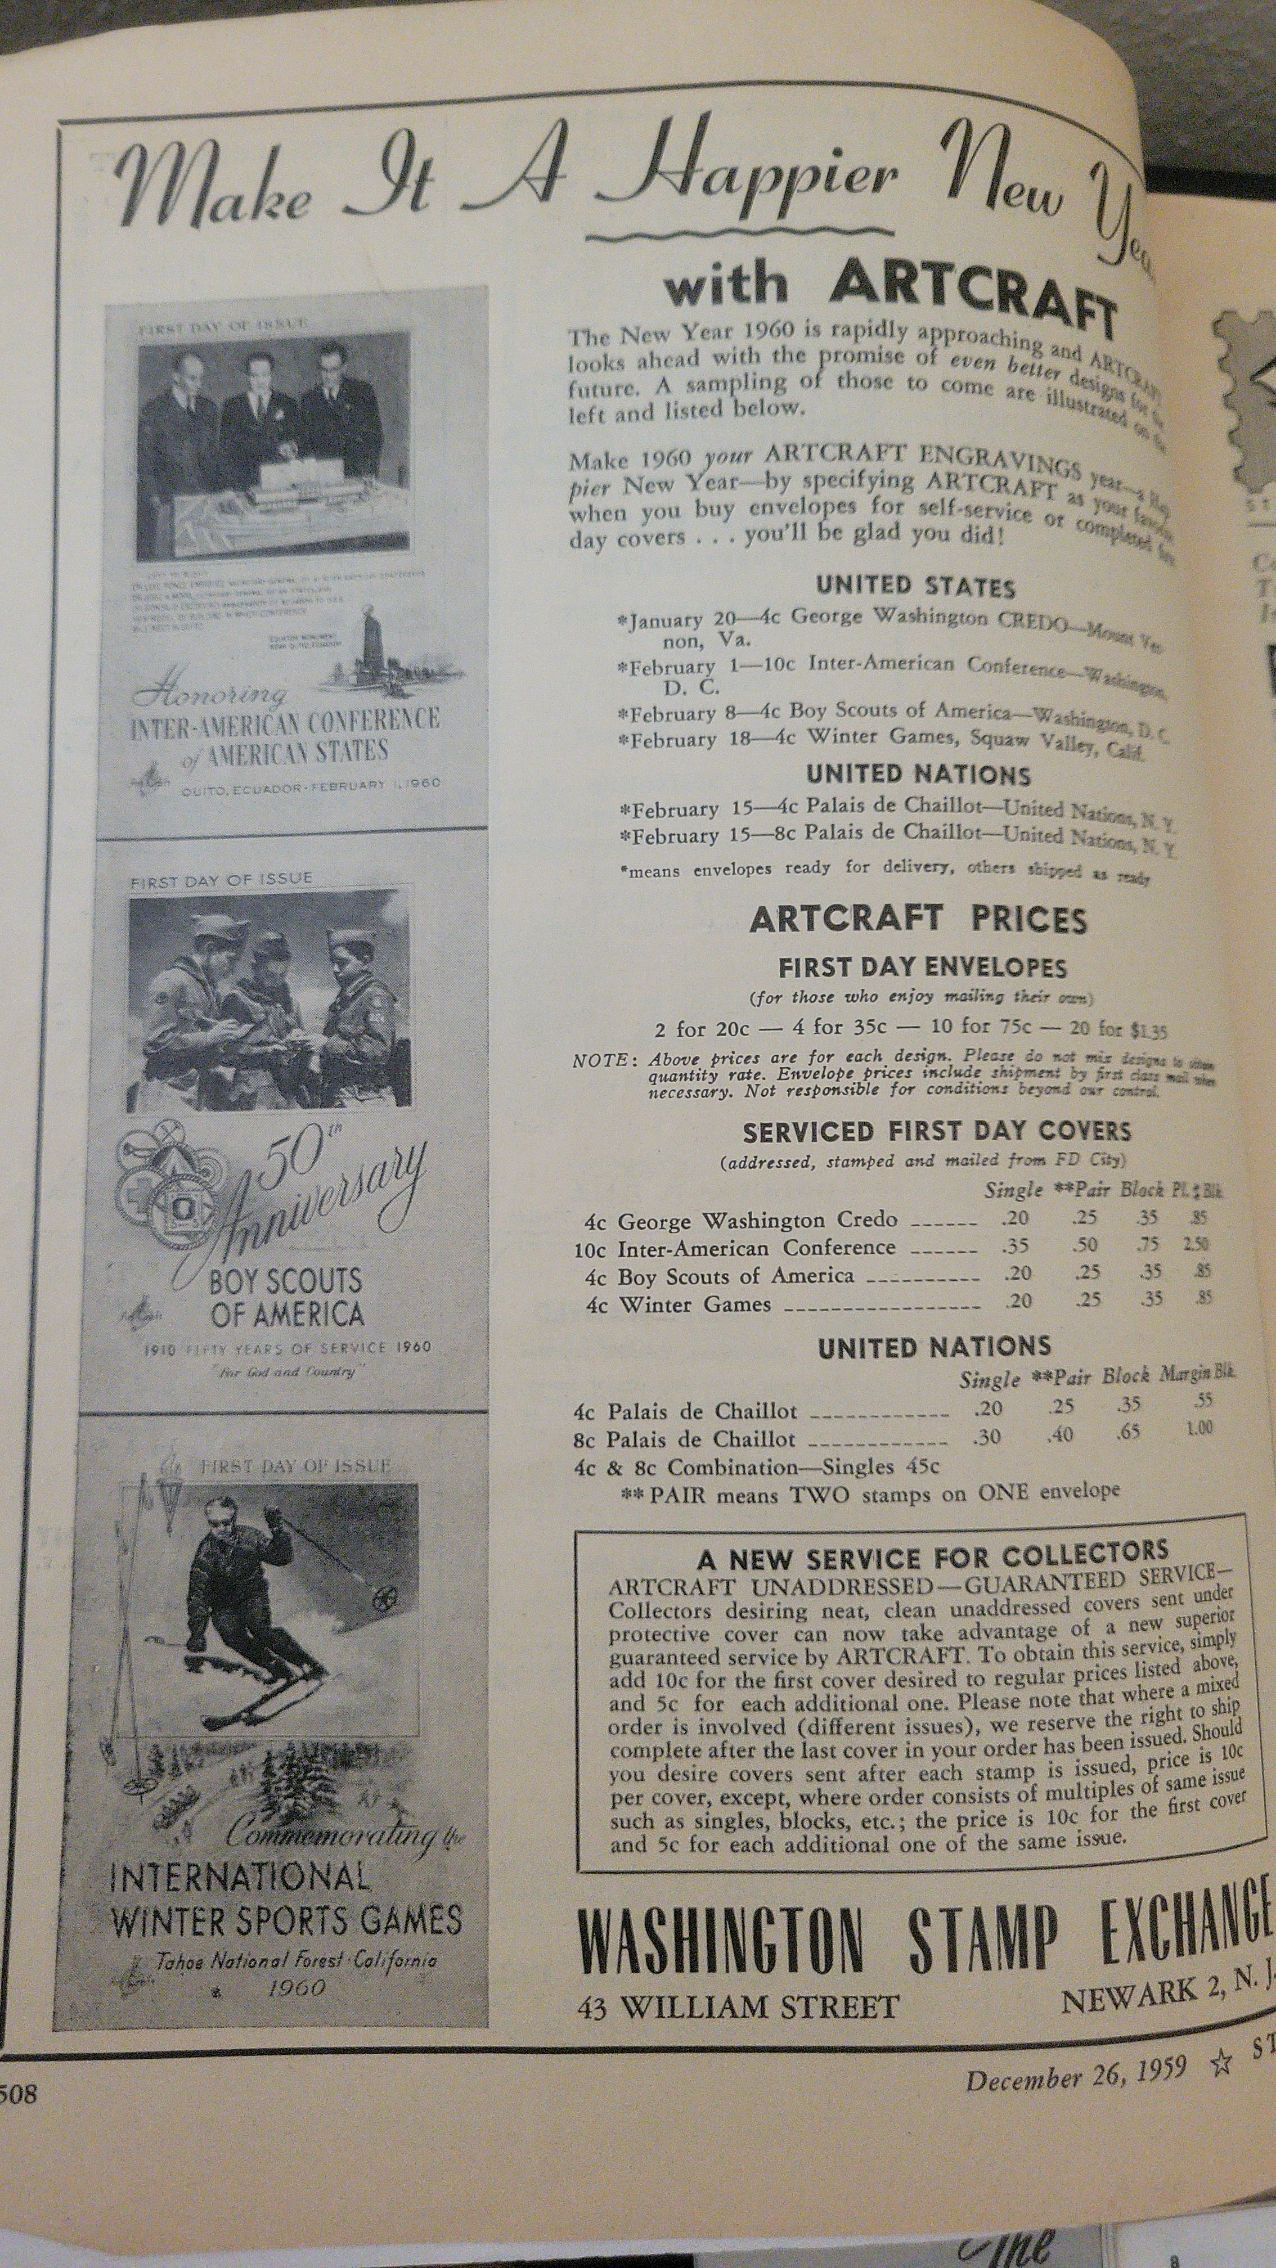 Make It A Happier New Yea
with ARTCRAFT
The New Year 1960 is rapidly approaching and ARTCRAFT
looks ahead with the promise of even better designs for the
future. A sampling of those to come are illustrated on the
left and listed below.
Make 1960 your ARTCRAFT ENGRAVINGS year—a Hap
pier New Year—by specifying ARTCRAFT as your favorite
when you buy envelopes for self-service or completed first
day covers . . . you'll be glad you did!
UNITED STATES
*January 20—4c George Washington CREDO—Mount Ver
non, Va.
*February 1—10c Inter-American Conference—Washington,
D. C.
*February 8—4c Boy Scouts of America—Washington, D. C.
*February 18—4c Winter Games, Squaw Valley, Calif.
UNITED NATIONS
*February 15—4c Palais de Chaillot—United Nations, N. Y.
*February 15—8c Palais de Chaillot—United Nations, N. Y.
*means envelopes ready for delivery, others shipped as ready
ARTCRAFT PRICES
FIRST DAY ENVELOPES
(for those who enjoy mailing their own)
2 for 20c — 4 for 35c — 10 for 75c — 20 for $1.35
NOTE: Above prices are for each design. Please do not mix designs to obtain
quantity rate. Envelope prices include shipment by first class mail when
necessary. Not responsible for conditions beyond our control.
SERVICED FIRST DAY COVERS
(addressed, stamped and mailed from FD City)
Single **Pair Block Pl. # Blk.
4c George Washington Credo ------ .20 .25 .35 .85
10c Inter-American Conference ------ .35 .50 .75 2.50
4c Boy Scouts of America ---------- .20 .25 .35 .85
4c Winter Games ----------------- .20 .25 .35 .85
UNITED NATIONS
Single **Pair Block Margin Blk.
4c Palais de Chaillot ------------ .20 .25 .35 .55
8c Palais de Chaillot ------------ .30 .40 .65 1.00
4c & 8c Combination—Singles 45c
** PAIR means TWO stamps on ONE envelope
A NEW SERVICE FOR COLLECTORS
ARTCRAFT UNADDRESSED—GUARANTEED SERVICE—
Collectors desiring neat, clean unaddressed covers sent under
protective cover can now take advantage of a new superior
guaranteed service by ARTCRAFT. To obtain this service, simply
add 10c for the first cover desired to regular prices listed above,
and 5c for each additional one. Please note that where a mixed
order is involved (different issues), we reserve the right to ship
complete after the last cover in your order has been issued. Should
you desire covers sent after each stamp is issued, price is 10c
per cover, except, where order consists of multiples of same issue
such as singles, blocks, etc.; the price is 10c for the first cover
and 5c for each additional one of the same issue.
WASHINGTON STAMP EXCHANGE
43 WILLIAM STREET NEWARK 2, N. J.
FIRST DAY OF ISSUE
Honoring
INTER-AMERICAN CONFERENCE
of AMERICAN STATES
QUITO, ECUADOR · FEBRUARY 1, 1960
FIRST DAY OF ISSUE
50th
Anniversary
BOY SCOUTS
OF AMERICA
1910 FIFTY YEARS OF SERVICE 1960
"For God and Country"
FIRST DAY OF ISSUE
Commemorating the
INTERNATIONAL
WINTER SPORTS GAMES
Tahoe National Forest · California
1960
508
December 26, 1959 ☆ ST
The